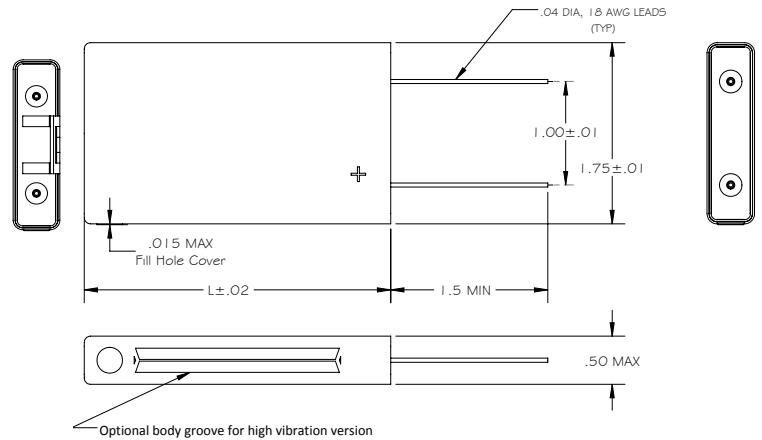 .04 DIA, 18 AWG LEADS
(TYP)
1.00±.01
1.75±.01
+
.015 MAX
Fill Hole Cover
L±.02
1.5 MIN
.50 MAX
Optional body groove for high vibration version